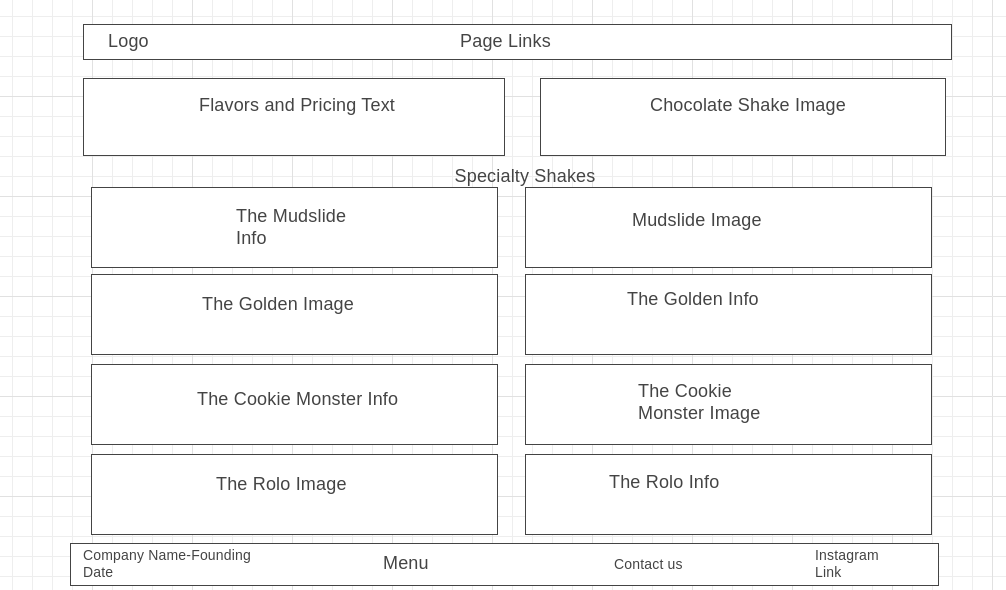 Logo
Page Links
Flavors and Pricing Text
Chocolate Shake Image
Specialty Shakes
The Mudslide
Info
Mudslide Image
The Golden Image
The Golden Info
The Cookie Monster Info
The Cookie
Monster Image
The Rolo Image
The Rolo Info
Company Name-Founding
Date
Menu
Contact us
Instagram
Link